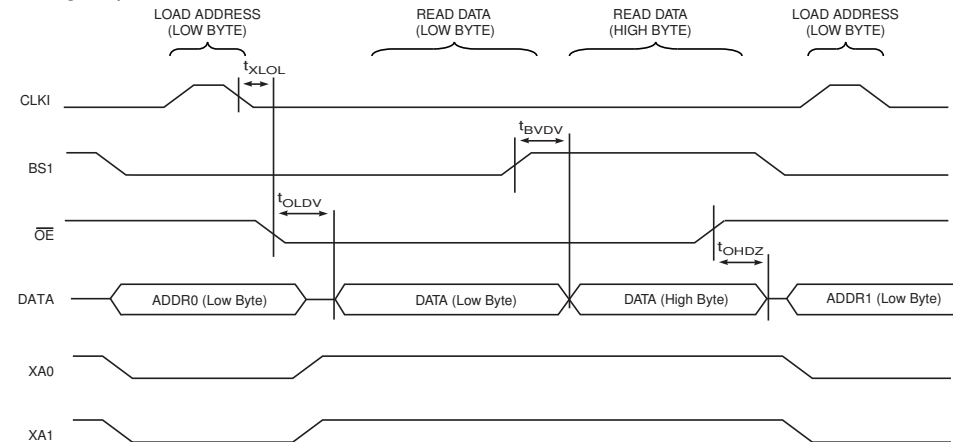 LOAD ADDRESS
(LOW BYTE)
READ DATA
(LOW BYTE)
READ DATA
(HIGH BYTE)
LOAD ADDRESS
(LOW BYTE)
tXLOL
CLKI
tBVDV
BS1
tOLDV
OE
tOHDZ
DATA
ADDR0 (Low Byte)
DATA (Low Byte)
DATA (High Byte)
ADDR1 (Low Byte)
XA0
XA1